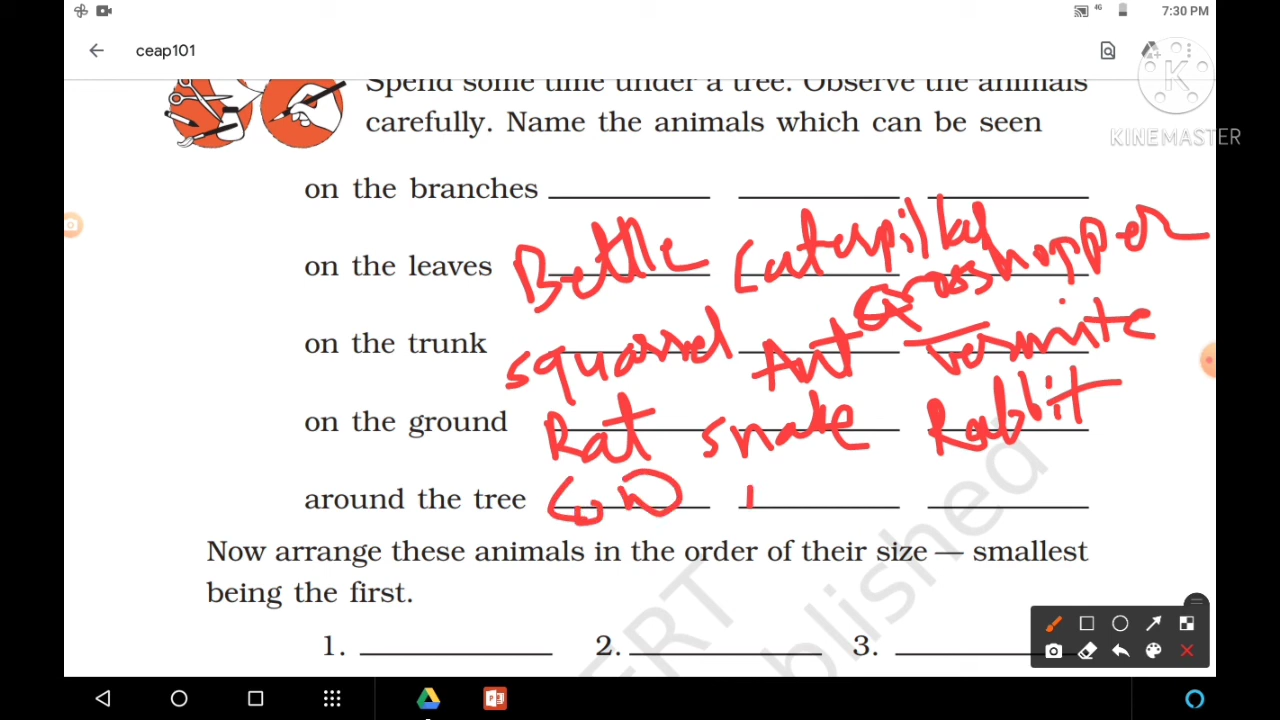 7:30 PM
ceap101
Spend some time under a tree. Observe the animals
carefully. Name the animals which can be seen
KINEMASTER
on the branches
on the leaves Bettle Caterpilky Grosshopper
on the trunk squarrel Ant Termite
on the ground Rat snake Rabbit
around the tree
Now arrange these animals in the order of their size — smallest
being the first.
1. 2. 3.